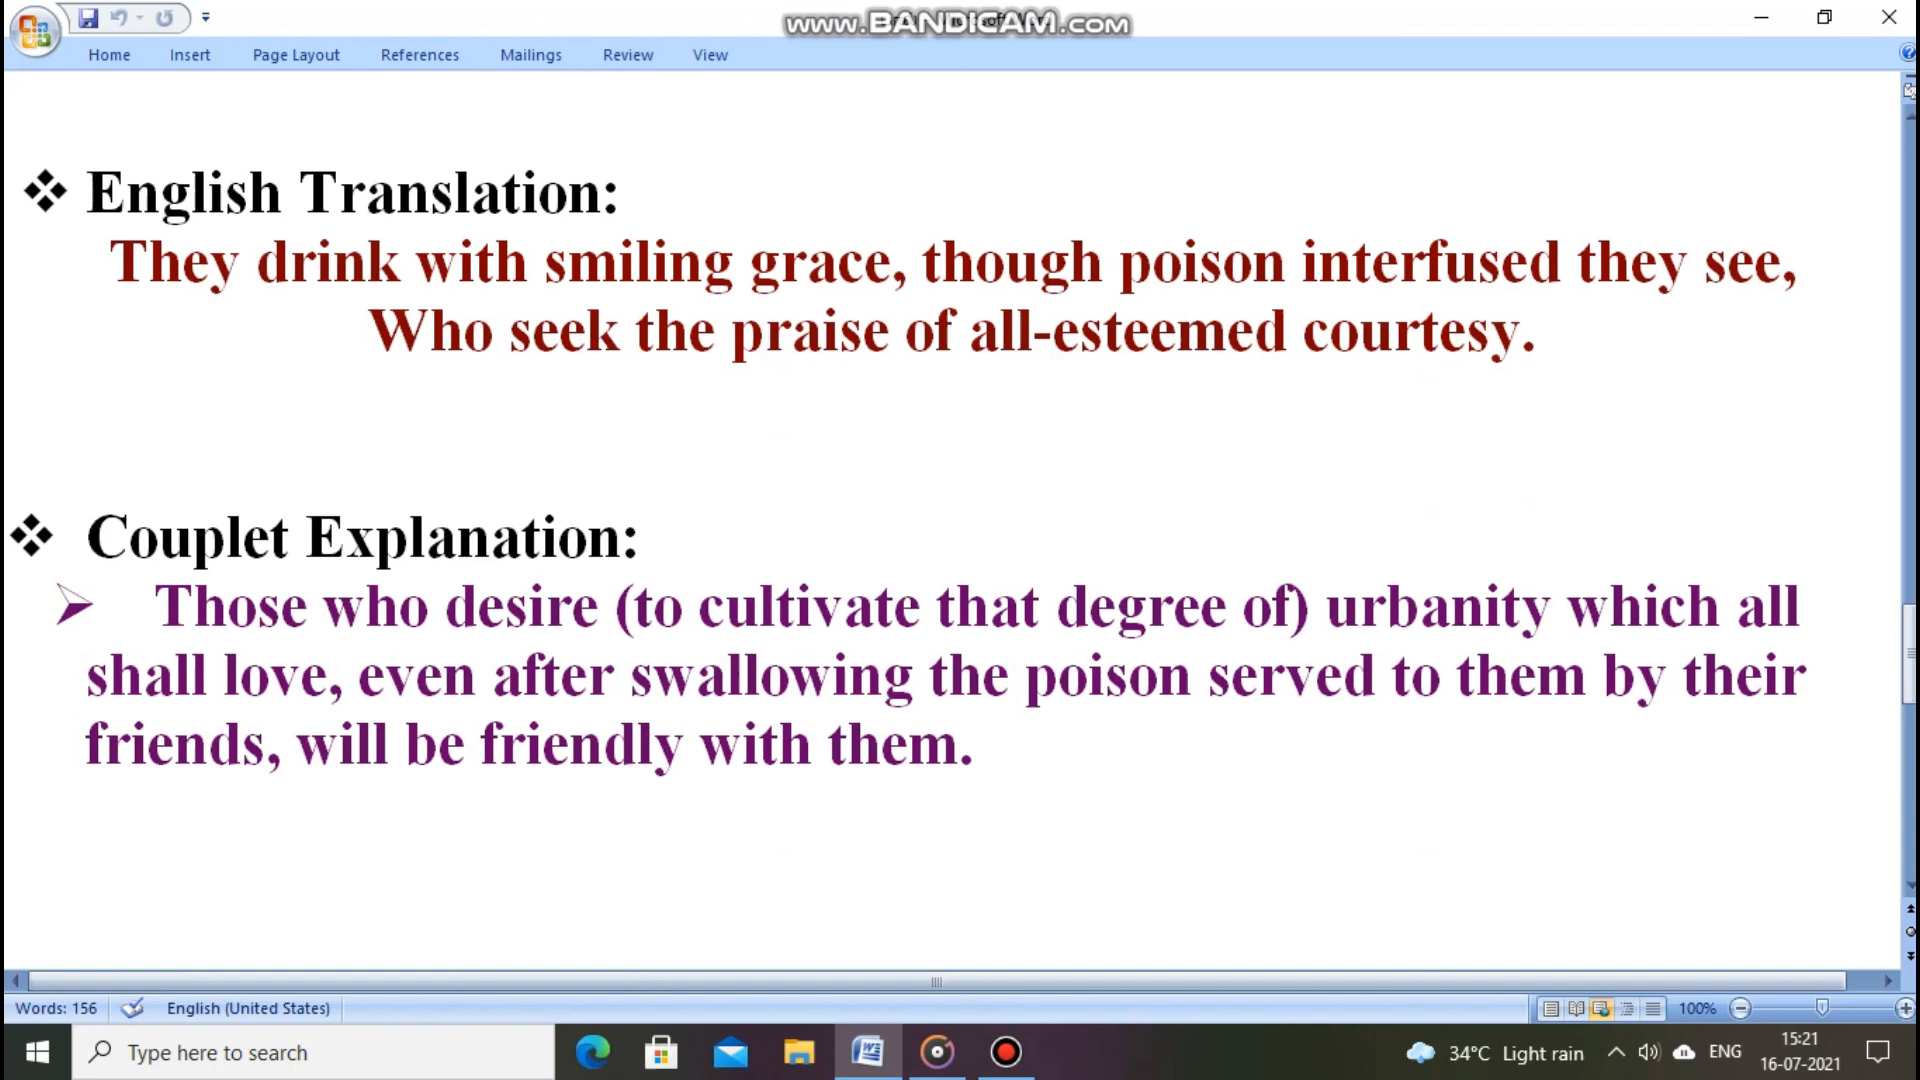 www.BANDICAM.com
Home Insert Page Layout References Mailings Review View
❖ English Translation:
They drink with smiling grace, though poison interfused they see,
Who seek the praise of all-esteemed courtesy.
❖ Couplet Explanation:
➢ Those who desire (to cultivate that degree of) urbanity which all
shall love, even after swallowing the poison served to them by their
friends, will be friendly with them.
Words: 156 English (United States) 100%
Type here to search 34°C Light rain ENG 15:21
16-07-2021